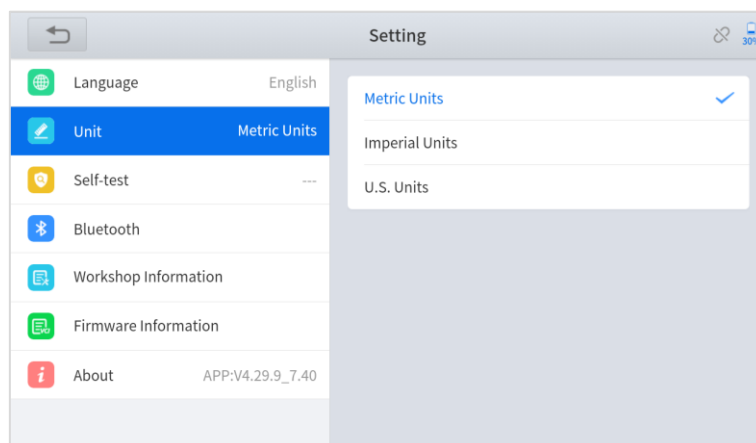 Setting
30%
Language English
Unit Metric Units
Self-test ---
Bluetooth
Workshop Information
Firmware Information
About APP:V4.29.9_7.40
Metric Units
Imperial Units
U.S. Units